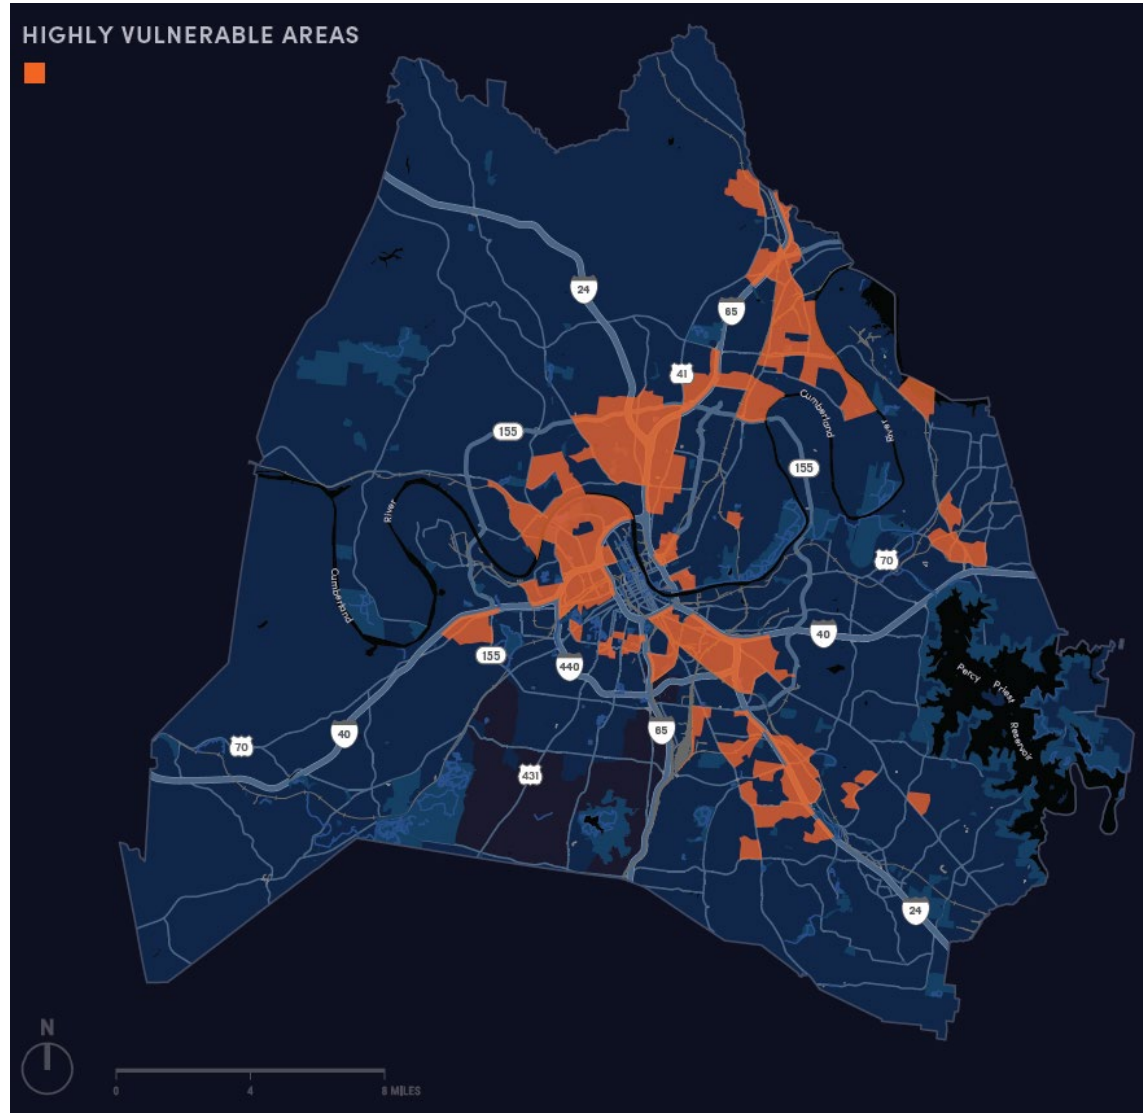 HIGHLY VULNERABLE AREAS
24
65
41
155
Cumberland
River
155
River
70
Cumberland
40
155
440
Percy
Priest
Reservoir
70
40
65
431
24
N
0
4
8 MILES